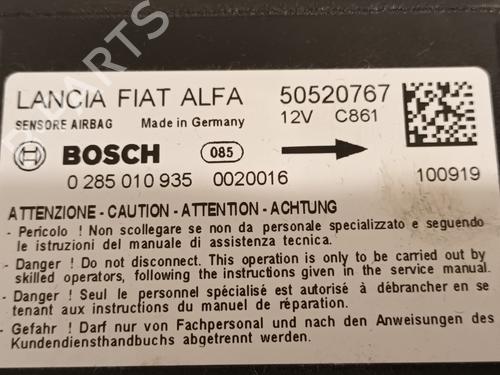 LANCIA FIAT ALFA 50520767
SENSORE AIRBAG Made in Germany 12V C861
BOSCH 085
0 285 010 935 0020016 100919
ATTENZIONE - CAUTION - ATTENTION - ACHTUNG
- Pericolo ! Non scollegare se non da personale specializzato e seguendo
le istruzioni del manuale di assistenza tecnica.
- Danger ! Do not disconnect. This operation is only to be carried out by
skilled operators, following the instructions given in the service manual.
- Danger ! Seul le personnel spécialisé est autorisé à débrancher en se
tenant aux instructions du manuel de réparation.
- Gefahr ! Darf nur von Fachpersonal und nach den Anweisungen des
Kundendiensthandbuches abgetrennt werden.